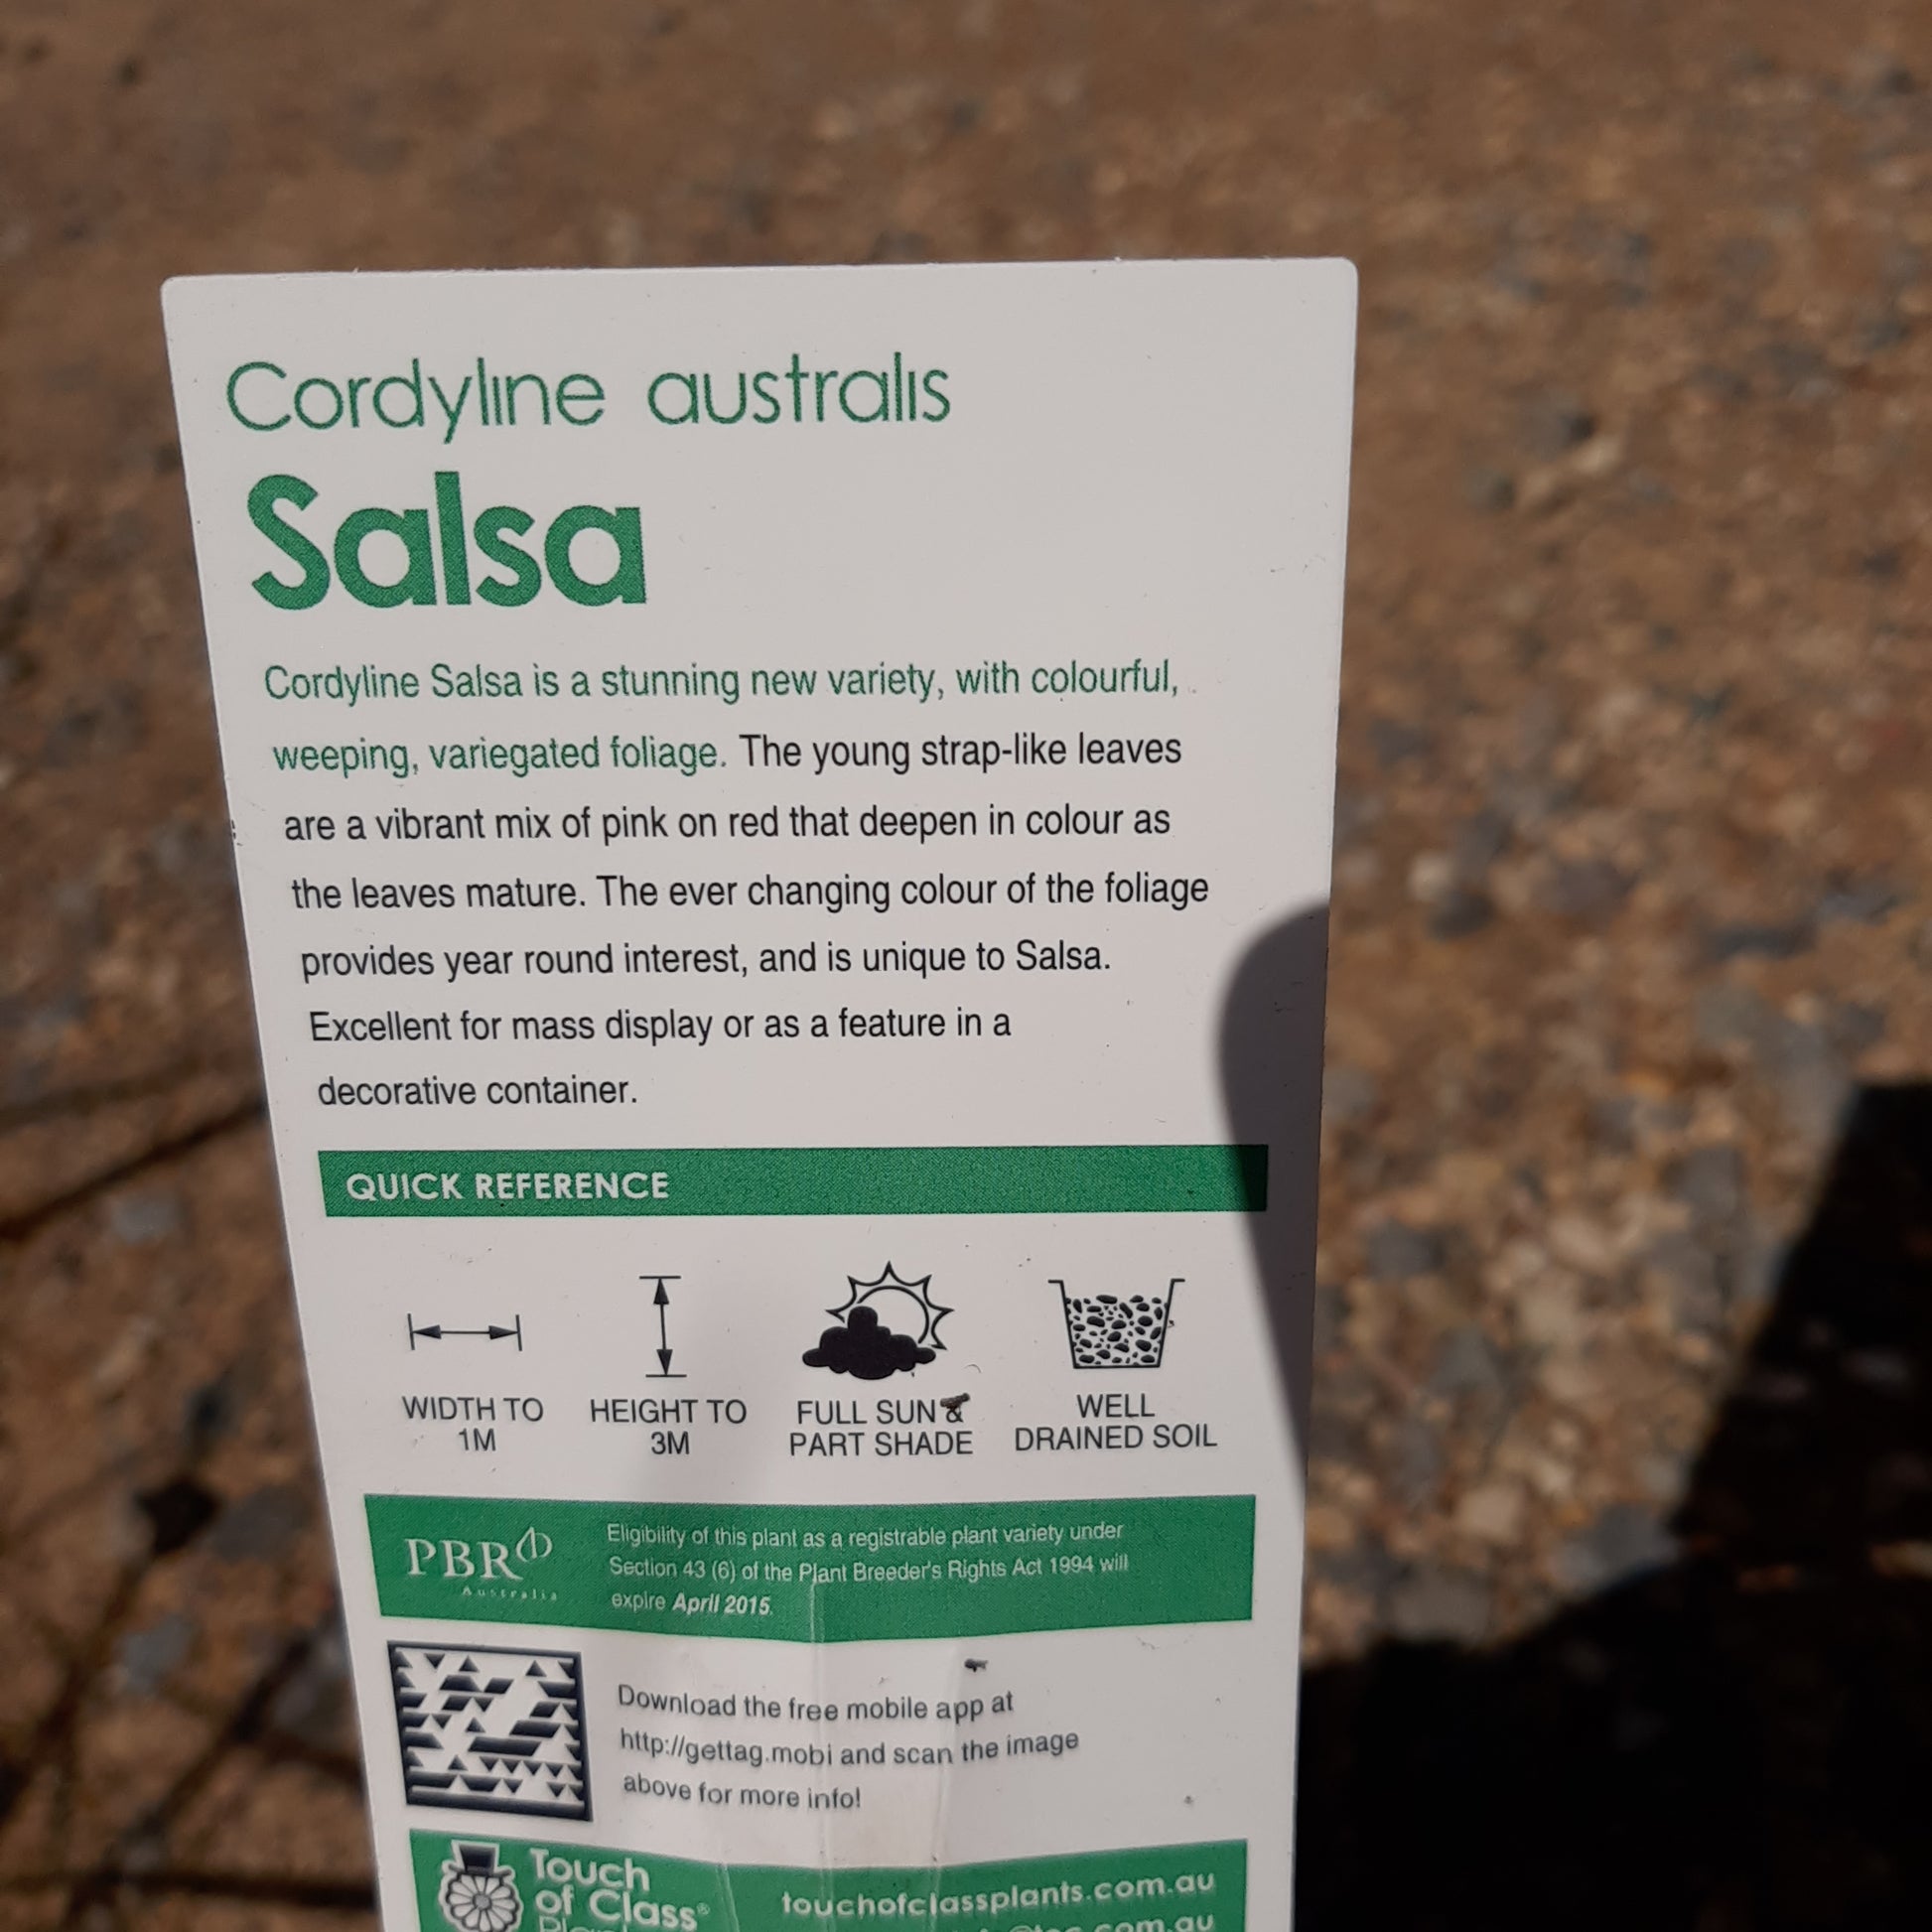 Cordyline australis
Salsa
Cordyline Salsa is a stunning new variety, with colourful,
weeping, variegated foliage. The young strap-like leaves
are a vibrant mix of pink on red that deepen in colour as
the leaves mature. The ever changing colour of the foliage
provides year round interest, and is unique to Salsa.
Excellent for mass display or as a feature in a
decorative container.
QUICK REFERENCE
WIDTH TO
1M
HEIGHT TO
3M
FULL SUN &
PART SHADE
WELL
DRAINED SOIL
PBR
Australia
Eligibility of this plant as a registrable plant variety under
Section 43 (6) of the Plant Breeder's Rights Act 1994 will
expire April 2015.
Download the free mobile app at
http://gettag.mobi and scan the image
above for more info!
Touch
of Class®
touchofclassplants.com.au